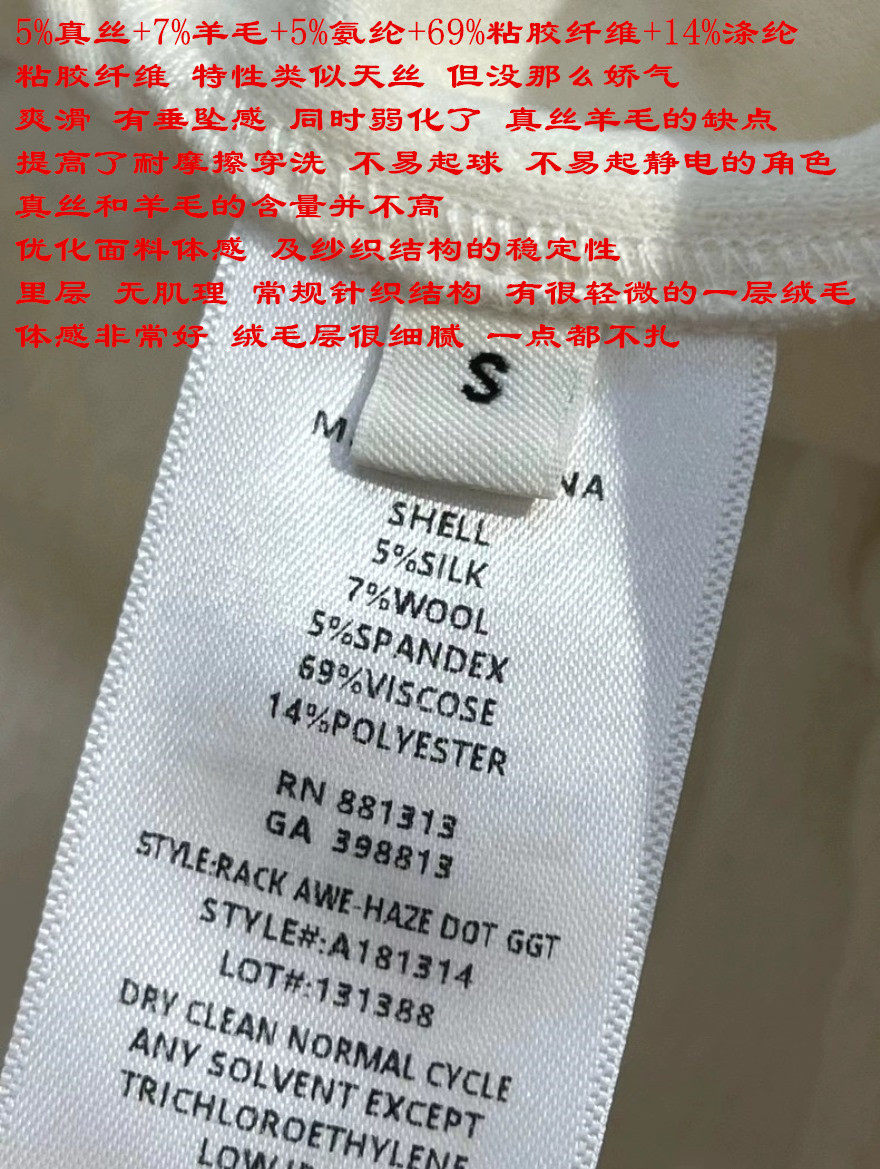 5%真丝+7%羊毛+5%氨纶+69%粘胶纤维+14%涤纶
粘胶纤维 特性类似天丝 但没那么娇气
爽滑 有垂坠感 同时弱化了 真丝羊毛的缺点
提高了耐摩擦穿洗 不易起球 不易起静电的角色
真丝和羊毛的含量并不高
优化面料体感 及纱织结构的稳定性
里层 无肌理 常规针织结构 有很轻微的一层绒毛
体感非常好 绒毛层很细腻 一点都不扎
S
SHELL
5%SILK
7%WOOL
5%SPANDEX
69%VISCOSE
14%POLYESTER
RN 881313
GA 398813
STYLE:RACK AWE-HAZE DOT GGT
STYLE#:A181314
LOT#:131388
DRY CLEAN NORMAL CYCLE
ANY SOLVENT EXCEPT
TRICHLOROETHYLENE